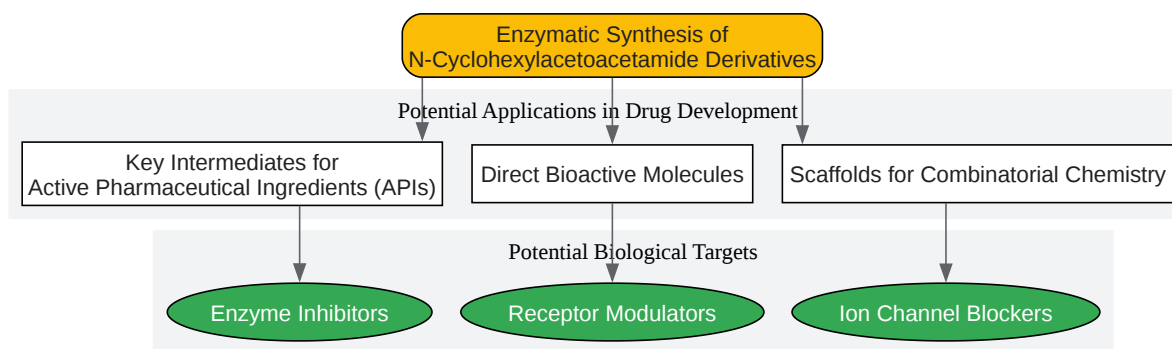 Enzymatic Synthesis of
N-Cyclohexylacetoacetamide Derivatives
Potential Applications in Drug Development
Key Intermediates for
Active Pharmaceutical Ingredients (APIs)
Direct Bioactive Molecules
Scaffolds for Combinatorial Chemistry
Potential Biological Targets
Enzyme Inhibitors
Receptor Modulators
Ion Channel Blockers